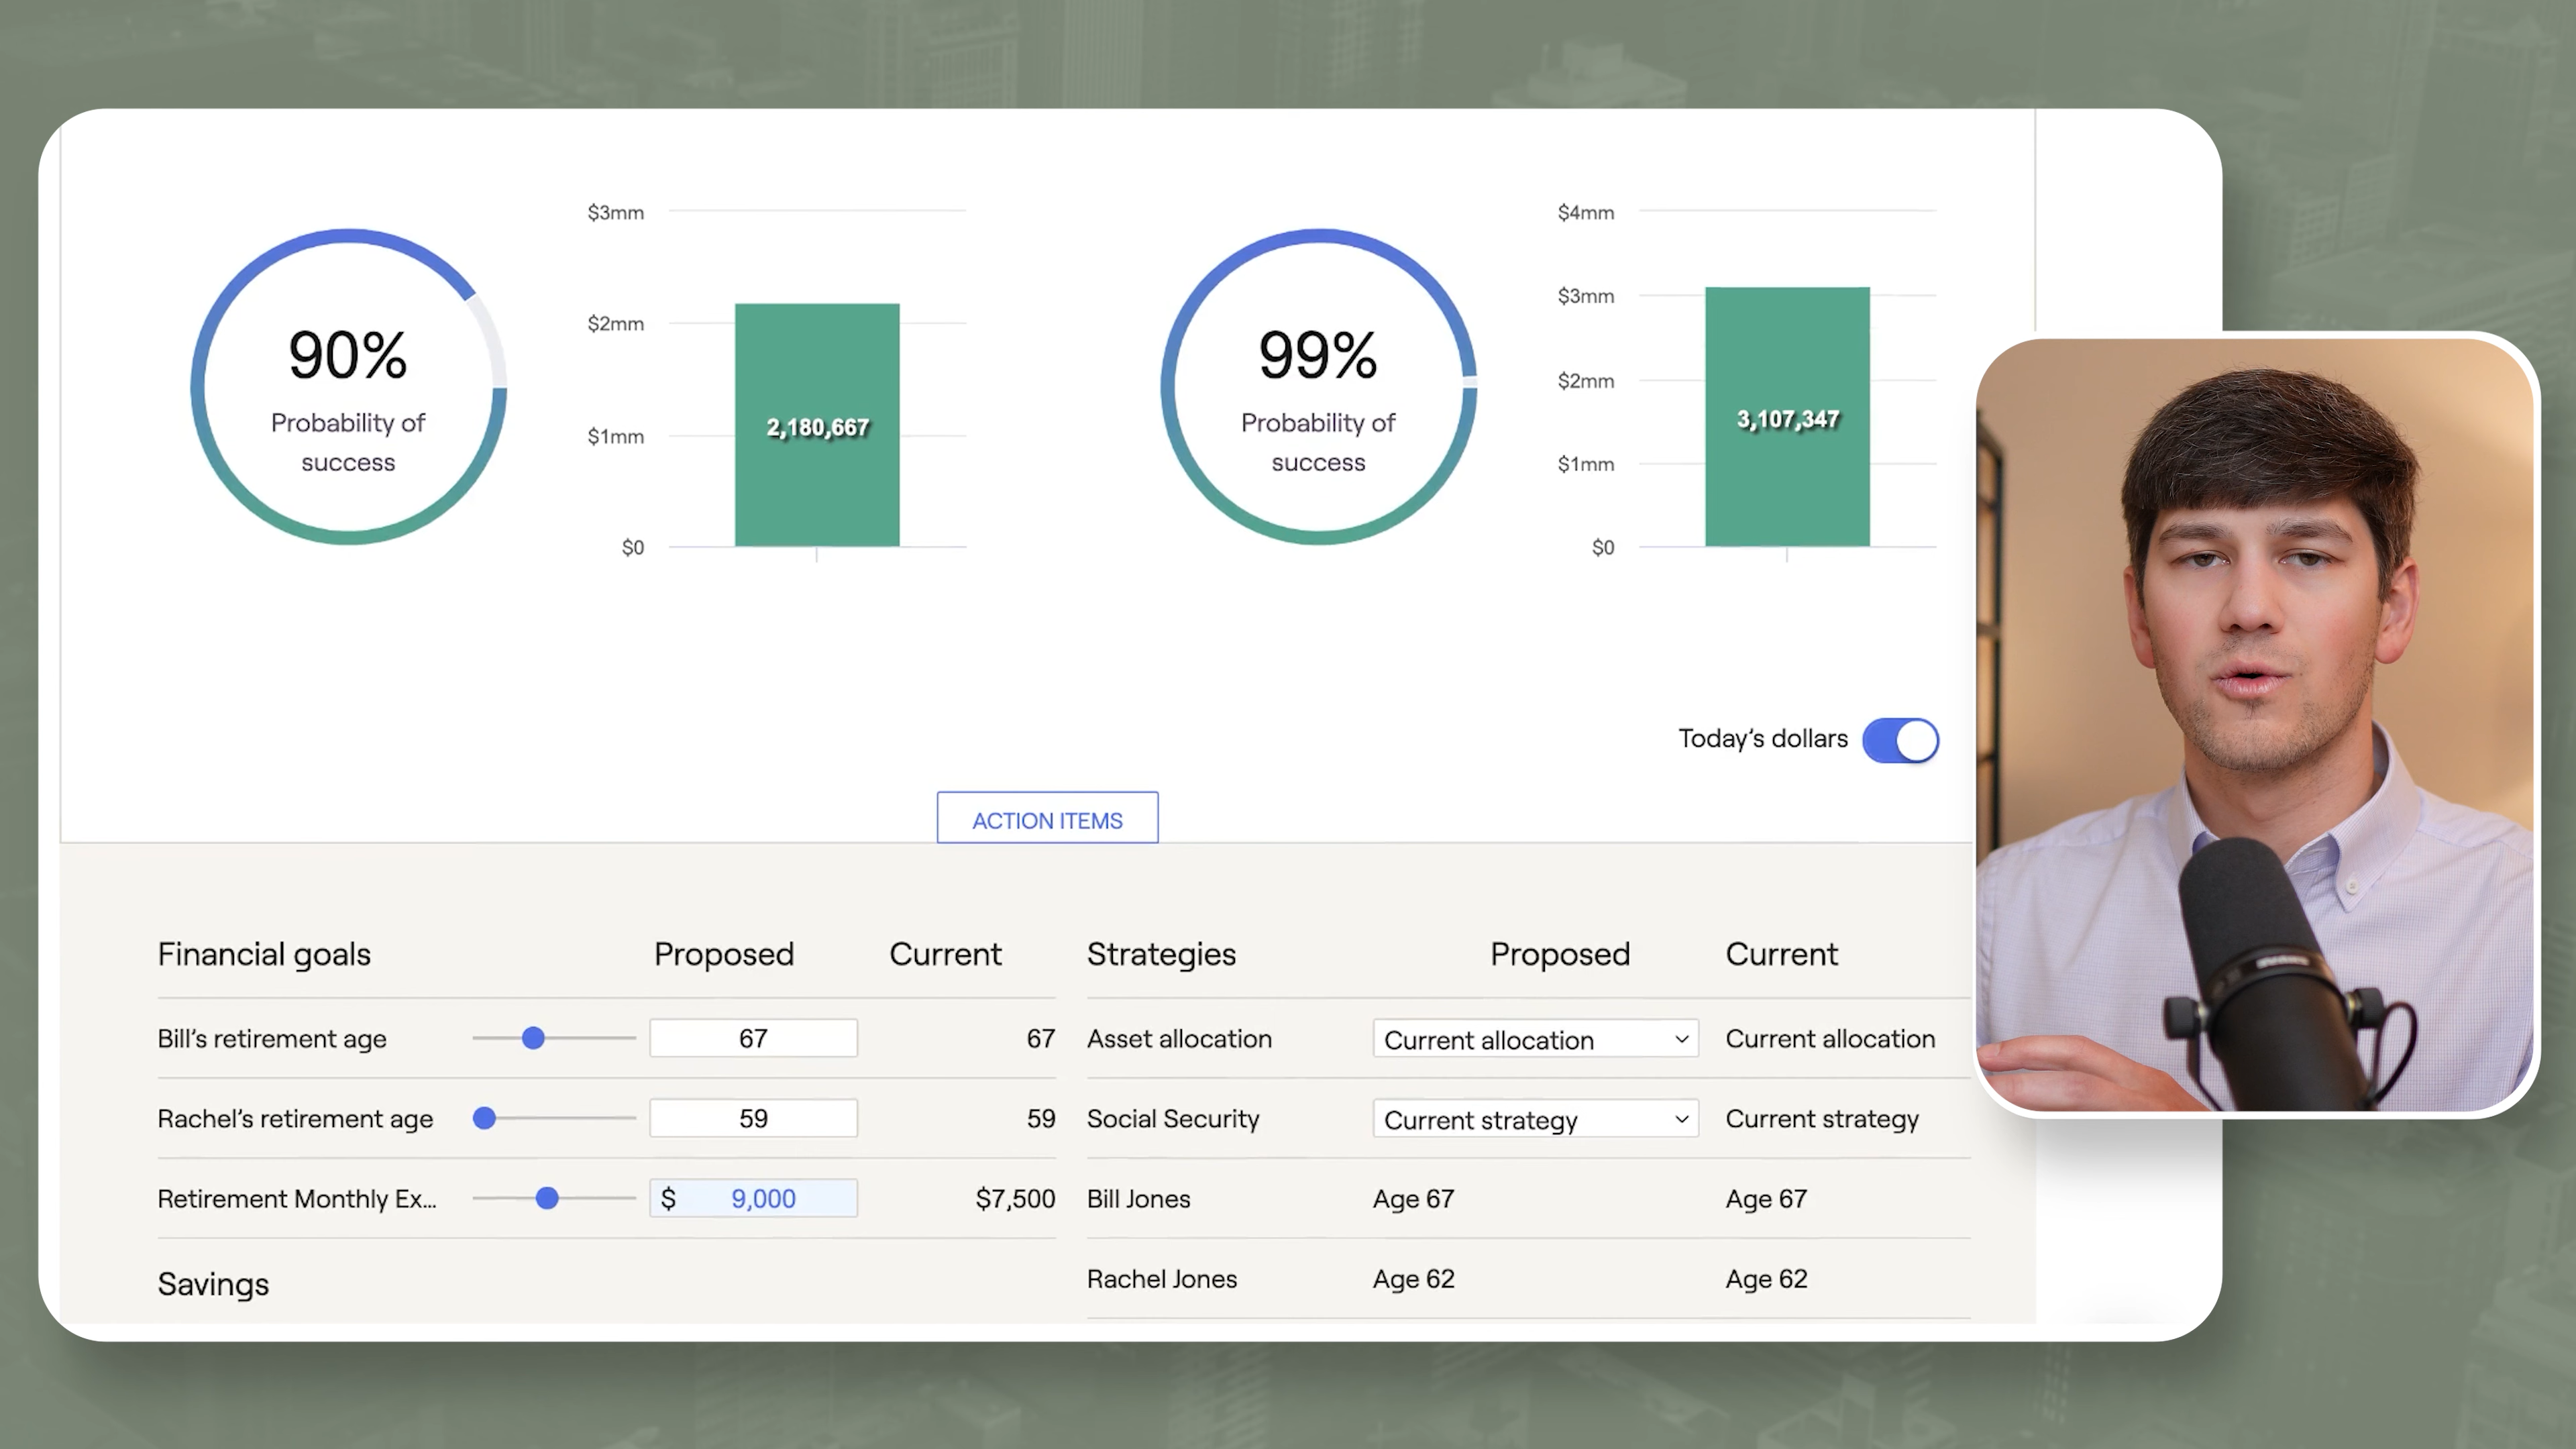 $3mm
$2mm
$1mm
$0
90%
Probability of
success
2,180,667
$4mm
$3mm
$2mm
$1mm
$0
99%
Probability of
success
3,107,347
Today's dollars
ACTION ITEMS
Financial goals Proposed Current
Bill's retirement age 67 67
Rachel's retirement age 59 59
Retirement Monthly Ex... $ 9,000 $7,500
Savings
Strategies Proposed Current
Asset allocation Current allocation Current allocation
Social Security Current strategy Current strategy
Bill Jones Age 67 Age 67
Rachel Jones Age 62 Age 62